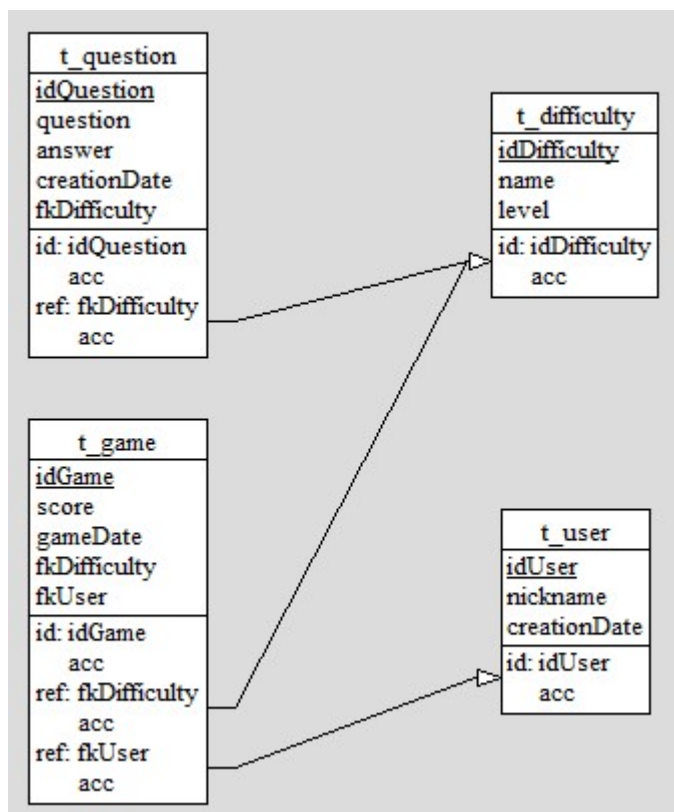 t_question
idQuestion
question
answer
creationDate
fkDifficulty
id: idQuestion
acc
ref: fkDifficulty
acc
t_difficulty
idDifficulty
name
level
id: idDifficulty
acc
t_game
idGame
score
gameDate
fkDifficulty
fkUser
id: idGame
acc
ref: fkDifficulty
acc
ref: fkUser
acc
t_user
idUser
nickname
creationDate
id: idUser
acc